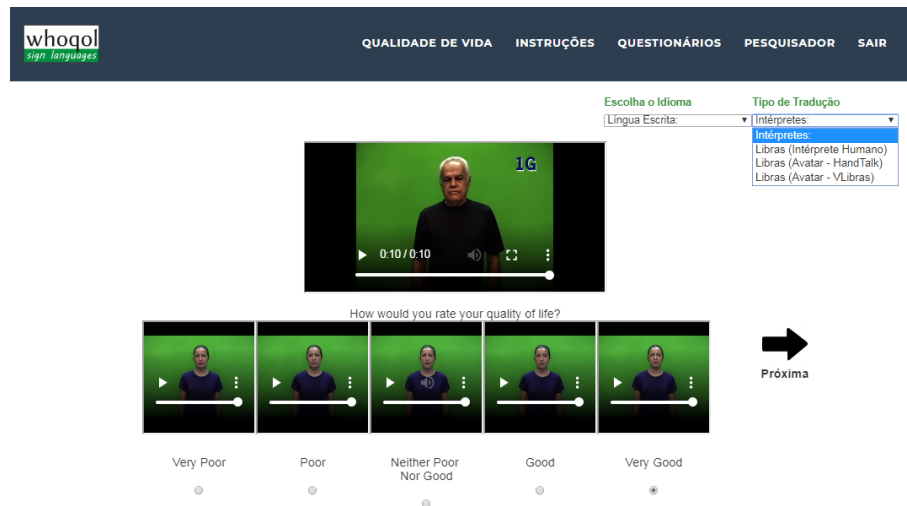 whoqol
sign languages
QUALIDADE DE VIDA INSTRUÇÕES QUESTIONÁRIOS PESQUISADOR SAIR
Escolha o Idioma Tipo de Tradução
Língua Escrita: Intérpretes:
Intérpretes:
Libras (Intérprete Humano)
Libras (Avatar - HandTalk)
Libras (Avatar - VLibras)
1G
0:10 / 0:10
How would you rate your quality of life?
Próxima
Very Poor Poor Neither Poor Good Very Good
Nor Good